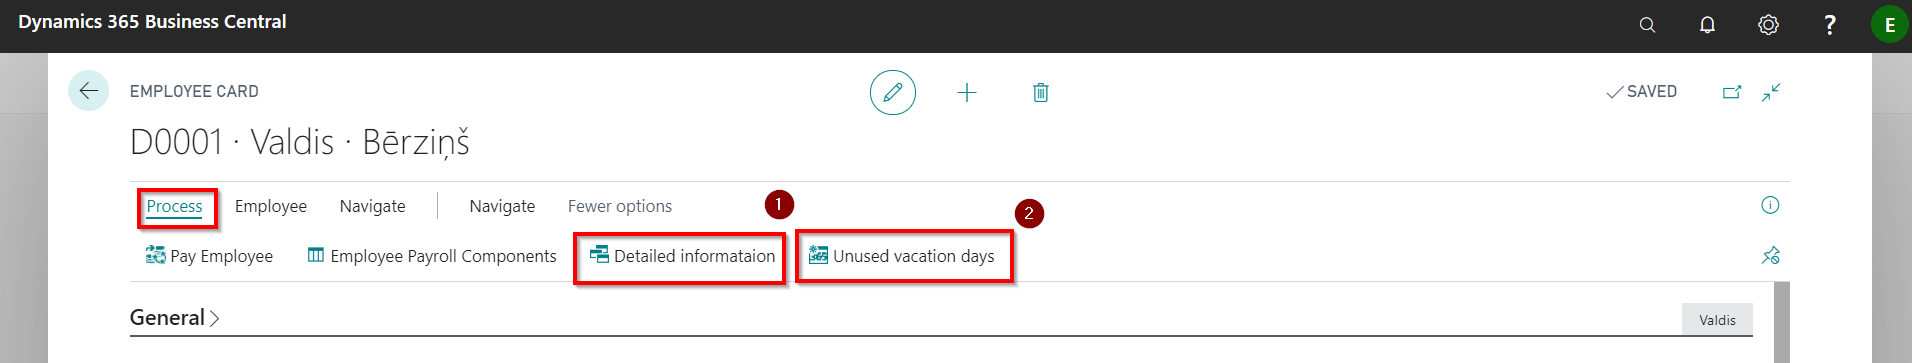 Dynamics 365 Business Central
? E
EMPLOYEE CARD
SAVED
D0001 · Valdis · Bērziņš
Process Employee Navigate Navigate Fewer options 1 2
Pay Employee Employee Payroll Components Detailed informataion 365 Unused vacation days
General Valdis